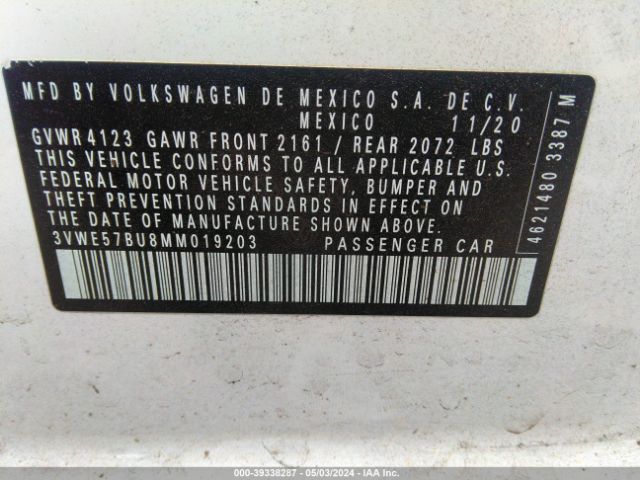 MFD BY VOLKSWAGEN DE MEXICO S.A. DE C.V.
MEXICO 11/20
GVWR 4123 GAWR FRONT 2161 / REAR 2072 LBS
THIS VEHICLE CONFORMS TO ALL APPLICABLE U.S.
FEDERAL MOTOR VEHICLE SAFETY, BUMPER AND
THEFT PREVENTION STANDARDS IN EFFECT ON
THE DATE OF MANUFACTURE SHOWN ABOVE.
3VWE57BU8MM019203 PASSENGER CAR
4621480 3387 M
000-39338287 - 05/03/2024 - IAA Inc.